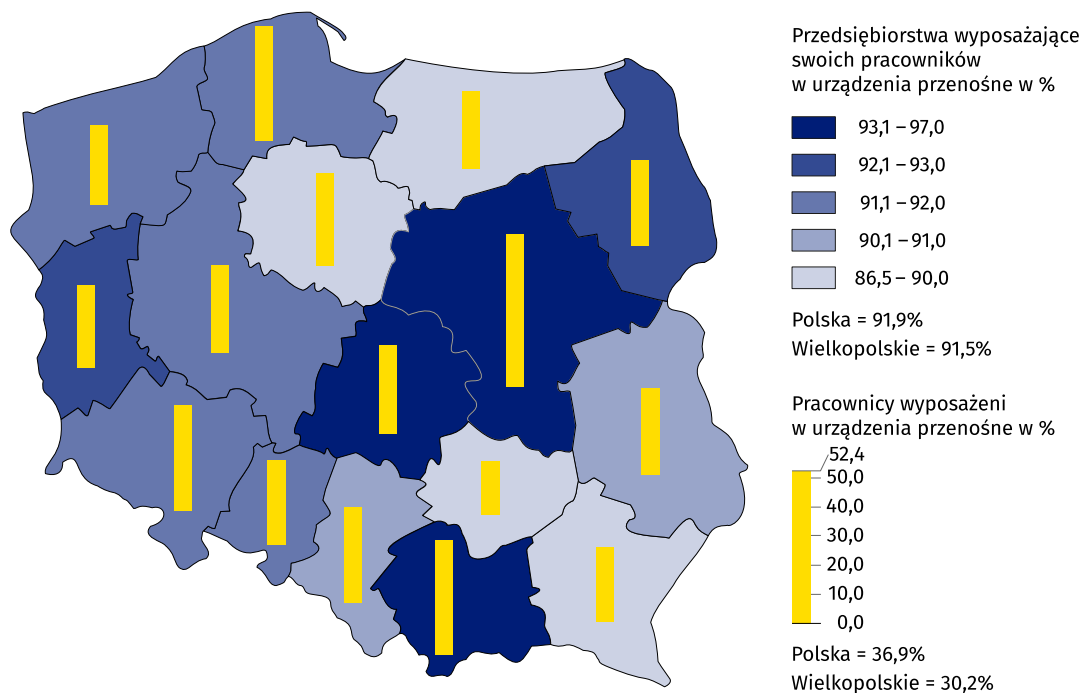 Przedsiębiorstwa wyposażające
swoich pracowników
w urządzenia przenośne w %
93,1 – 97,0
92,1 – 93,0
91,1 – 92,0
90,1 – 91,0
86,5 – 90,0
Polska = 91,9%
Wielkopolskie = 91,5%
Pracownicy wyposażeni
w urządzenia przenośne w %
52,4
50,0
40,0
30,0
20,0
10,0
0,0
Polska = 36,9%
Wielkopolskie = 30,2%